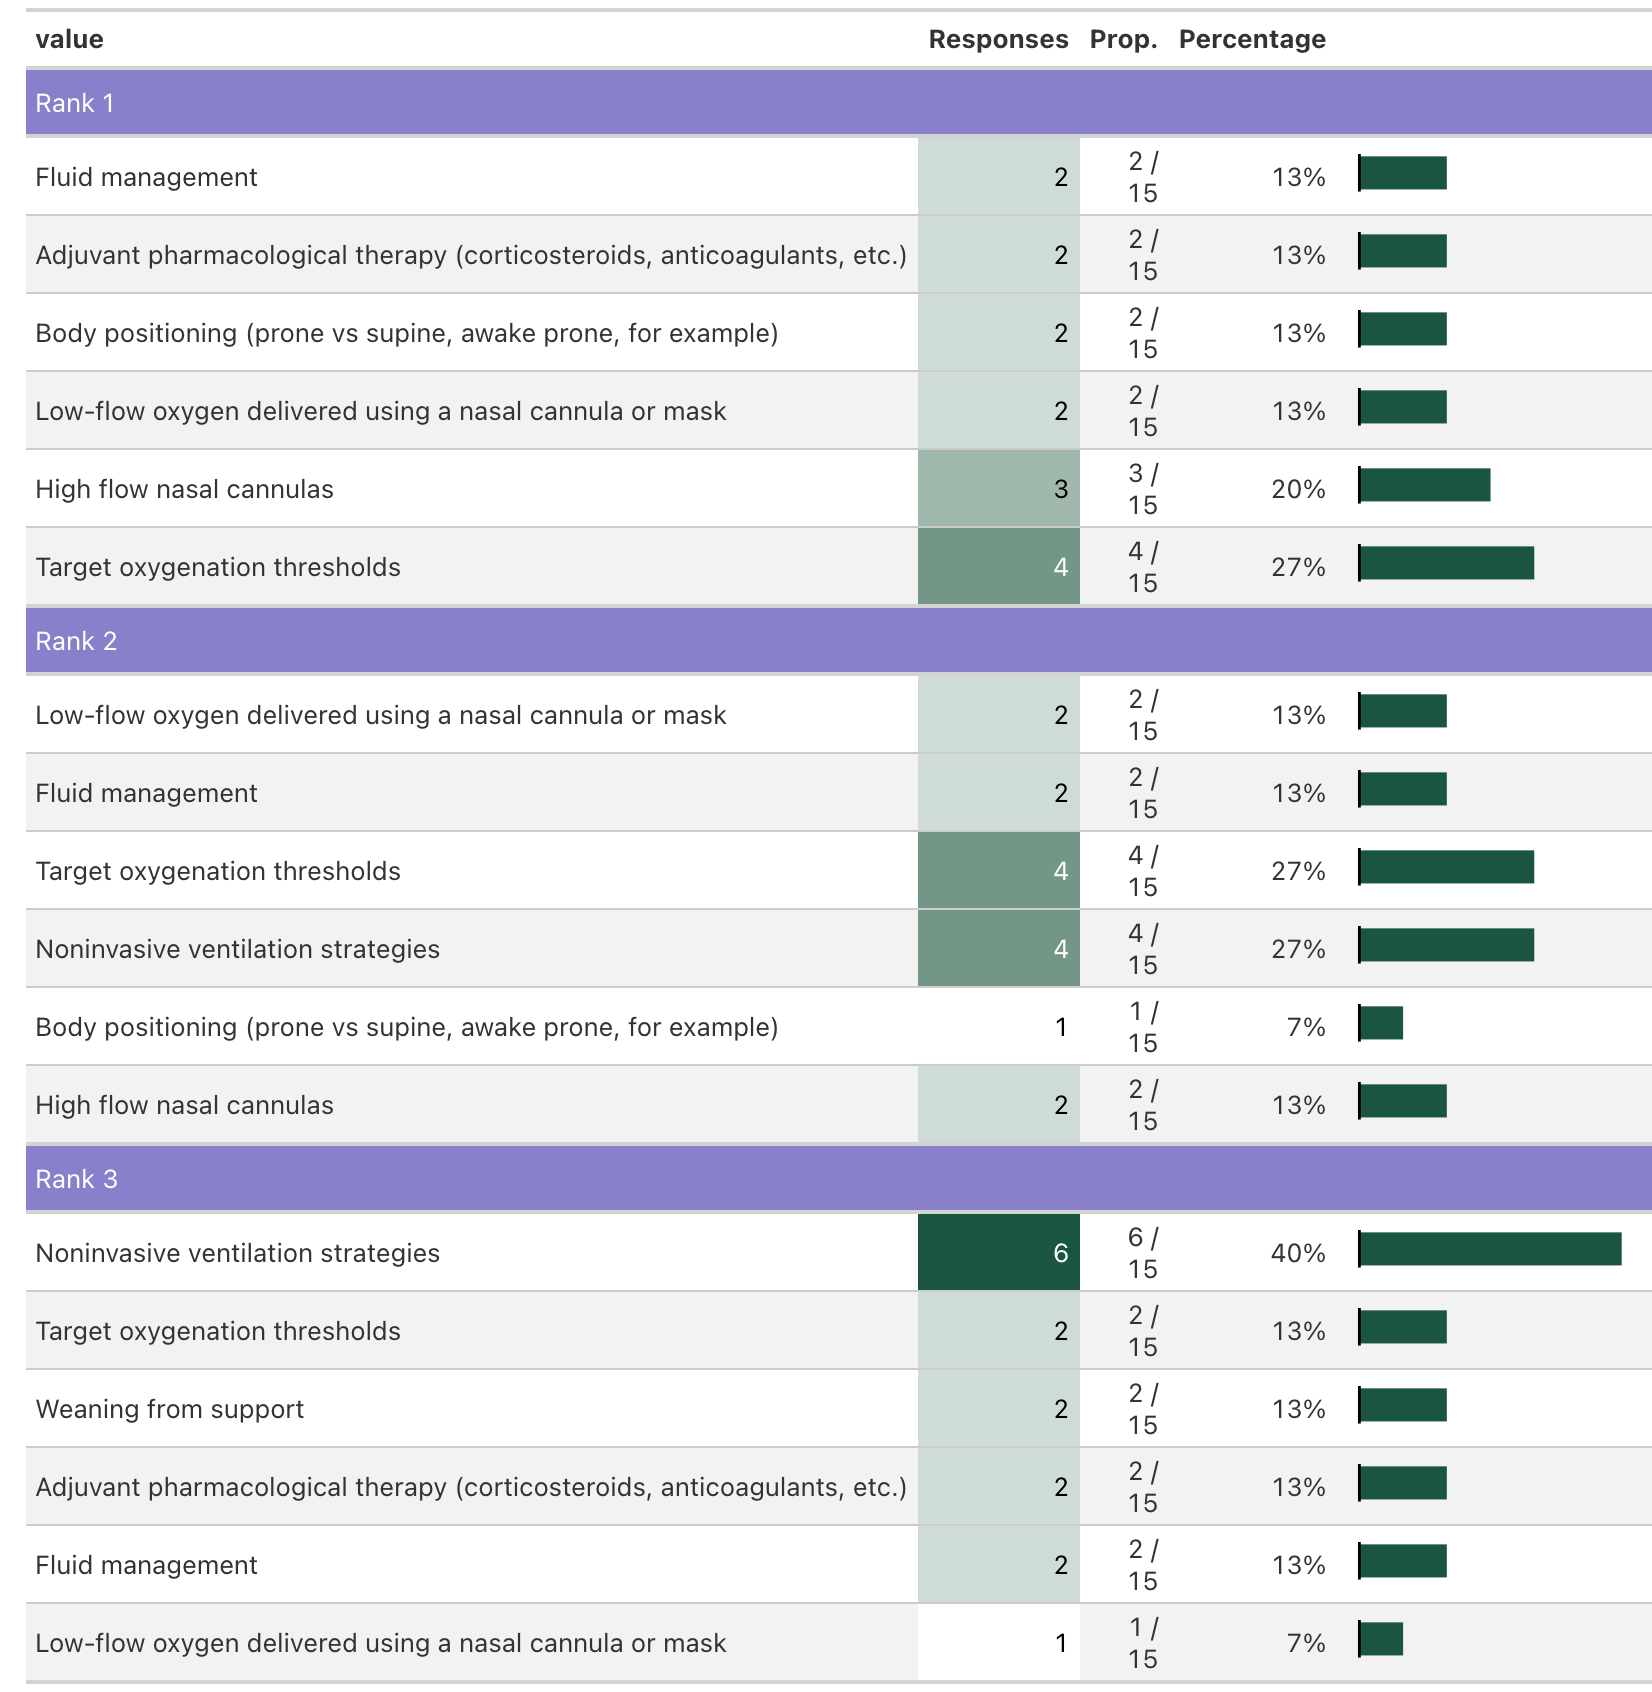 value Responses Prop. Percentage
Rank 1
Fluid management 2 2 / 15 13%
Adjuvant pharmacological therapy (corticosteroids, anticoagulants, etc.) 2 2 / 15 13%
Body positioning (prone vs supine, awake prone, for example) 2 2 / 15 13%
Low-flow oxygen delivered using a nasal cannula or mask 2 2 / 15 13%
High flow nasal cannulas 3 3 / 15 20%
Target oxygenation thresholds 4 4 / 15 27%
Rank 2
Low-flow oxygen delivered using a nasal cannula or mask 2 2 / 15 13%
Fluid management 2 2 / 15 13%
Target oxygenation thresholds 4 4 / 15 27%
Noninvasive ventilation strategies 4 4 / 15 27%
Body positioning (prone vs supine, awake prone, for example) 1 1 / 15 7%
High flow nasal cannulas 2 2 / 15 13%
Rank 3
Noninvasive ventilation strategies 6 6 / 15 40%
Target oxygenation thresholds 2 2 / 15 13%
Weaning from support 2 2 / 15 13%
Adjuvant pharmacological therapy (corticosteroids, anticoagulants, etc.) 2 2 / 15 13%
Fluid management 2 2 / 15 13%
Low-flow oxygen delivered using a nasal cannula or mask 1 1 / 15 7%